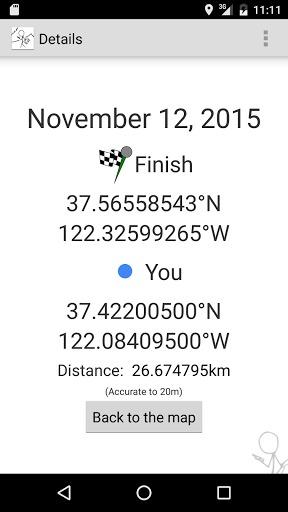 3G 11:11
Details
November 12, 2015
Finish
37.56558543°N
122.32599265°W
You
37.42200500°N
122.08409500°W
Distance: 26.674795km
(Accurate to 20m)
Back to the map